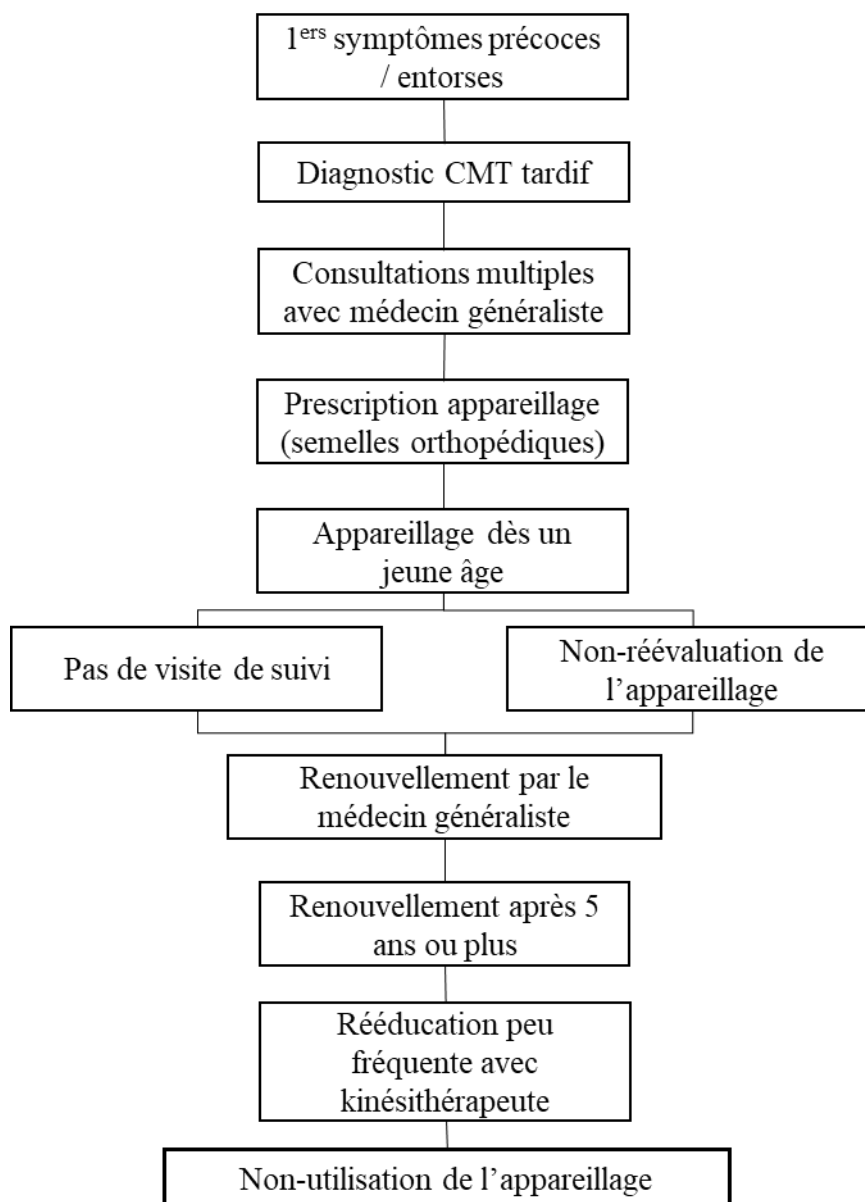 1ers symptômes précoces
/ entorses
Diagnostic CMT tardif
Consultations multiples
avec médecin généraliste
Prescription appareillage
(semelles orthopédiques)
Appareillage dès un
jeune âge
Pas de visite de suivi
Non-réévaluation de
l’appareillage
Renouvellement par le
médecin généraliste
Renouvellement après 5
ans ou plus
Rééducation peu
fréquente avec
kinésithérapeute
Non-utilisation de l’appareillage